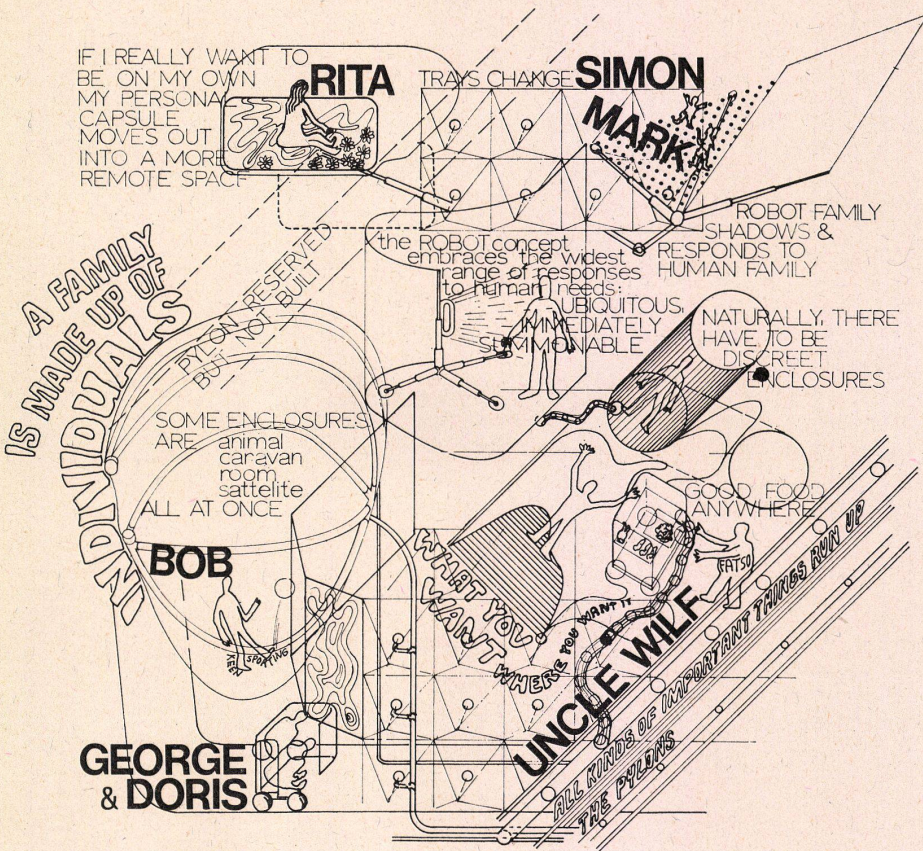 IF I REALLY WANT TO
BE ON MY OWN
MY PERSONAL
CAPSULE
MOVES OUT
INTO A MORE
REMOTE SPACE
RITA
TRAYS CHANGE
SIMON
MARK
ROBOT FAMILY
SHADOWS &
RESPONDS TO
HUMAN FAMILY
the ROBOT concept
embraces the widest
range of responses
to human needs:
UBIQUITOUS,
IMMEDIATELY
SUMMONABLE
A FAMILY
IS MADE UP OF
INDIVIDUALS
PYLON RESERVED
BUT NOT BUILT
NATURALLY, THERE
HAVE TO BE
DISCREET
ENCLOSURES
SOME ENCLOSURES
ARE animal
caravan
room
sattelite
ALL AT ONCE
GOOD FOOD
ANYWHERE
FATSO
BOB
KEEN SPORTING
WHAT YOU
WANT
WHERE YOU WANT IT
UNCLE WILF
ALL KINDS OF IMPORTANT THINGS RUN UP
THE PYLONS
GEORGE
& DORIS